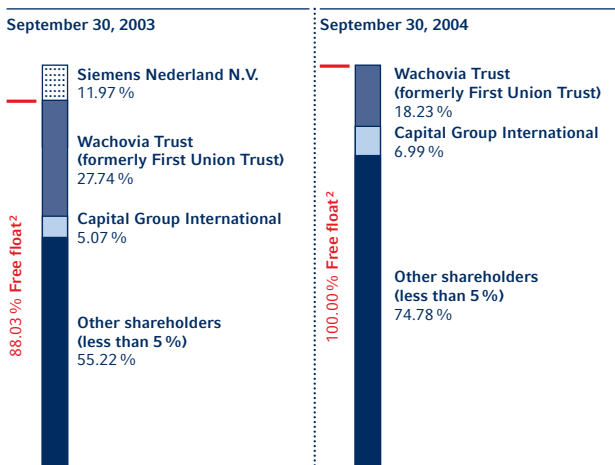 September 30, 2003
Siemens Nederland N.V.
11.97 %
Wachovia Trust
(formerly First Union Trust)
27.74 %
Capital Group International
5.07 %
Other shareholders
(less than 5 %)
55.22 %
88.03 % Free float²
September 30, 2004
Wachovia Trust
(formerly First Union Trust)
18.23 %
Capital Group International
6.99 %
Other shareholders
(less than 5 %)
74.78 %
100.00 % Free float²